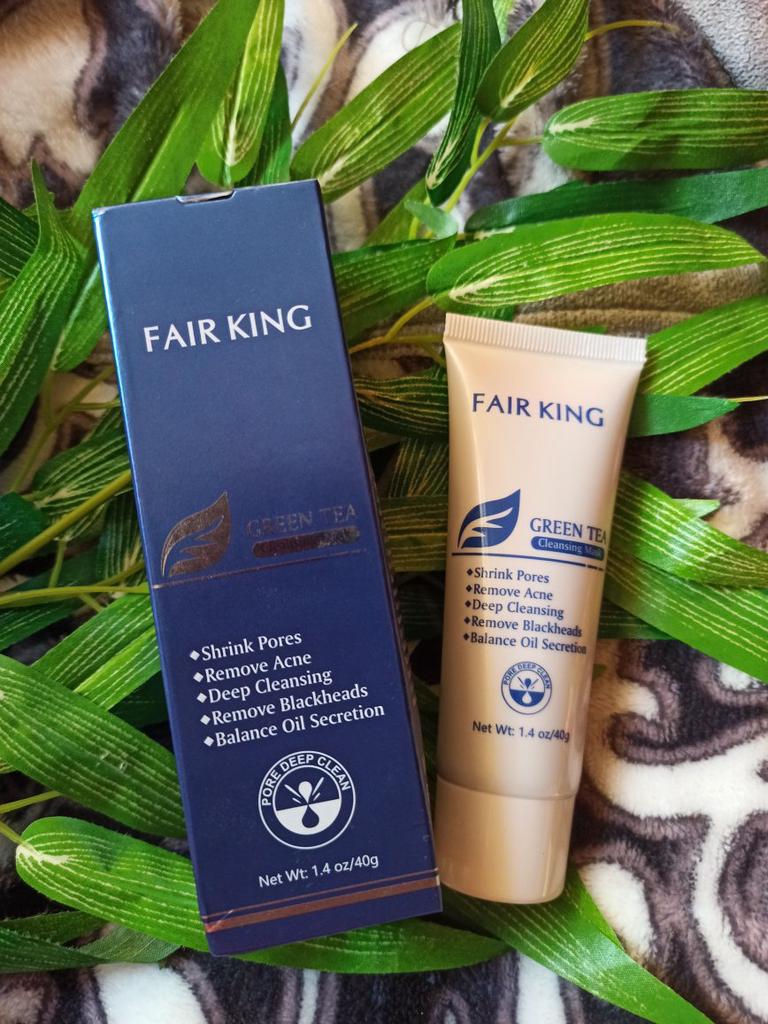 FAIR KING
GREEN TEA
◆Shrink Pores
◆Remove Acne
◆Deep Cleansing
◆Remove Blackheads
◆Balance Oil Secretion
PORE DEEP CLEAN
Net Wt: 1.4 oz/40g
FAIR KING
GREEN TEA
Cleansing Mask
◆Shrink Pores
◆Remove Acne
◆Deep Cleansing
◆Remove Blackheads
◆Balance Oil Secretion
PORE DEEP CLEAN
Net Wt: 1.4 oz/40g